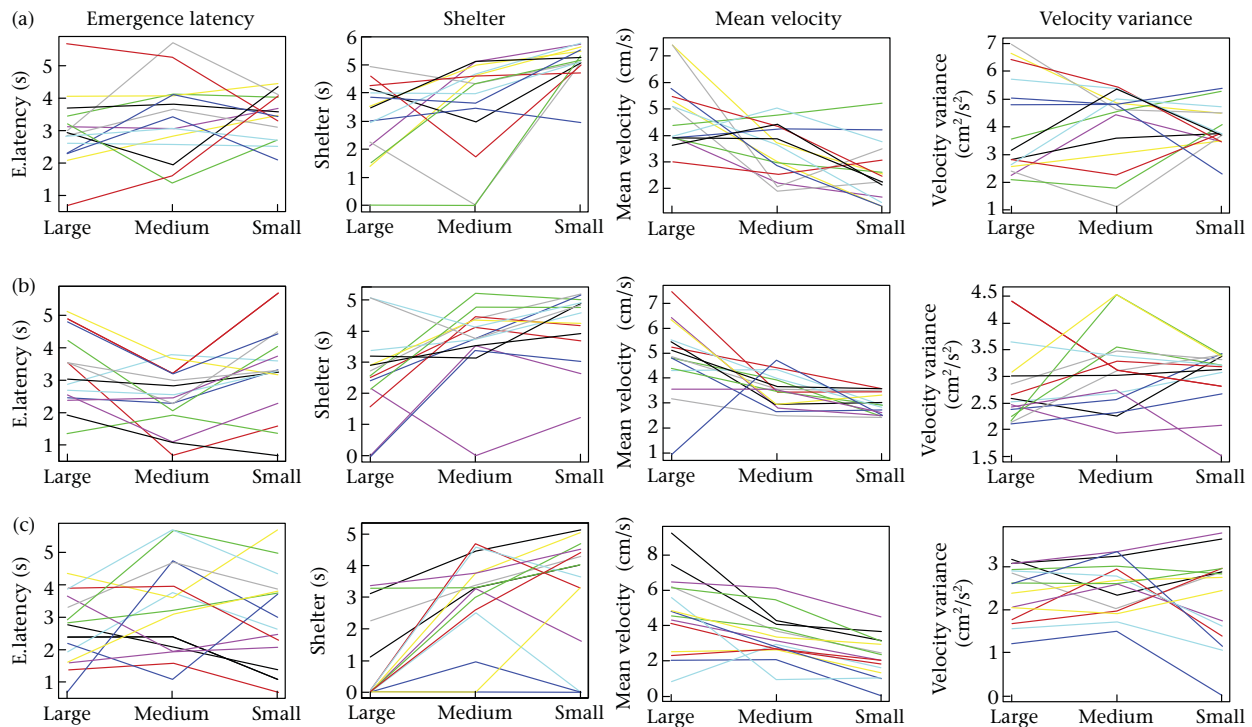 (a) Emergence latency Shelter Mean velocity Velocity variance
E.latency (s) 5 4 3 2 1 Large Medium Small
Shelter (s) 6 5 4 3 2 1 0 Large Medium Small
Mean velocity (cm/s) 7 6 5 4 3 2 Large Medium Small
Velocity variance (cm²/s²) 7 6 5 4 3 2 1 Large Medium Small
(b)
E.latency (s) 5 4 3 2 1 Large Medium Small
Shelter (s) 5 4 3 2 1 0 Large Medium Small
Mean velocity (cm/s) 7 6 5 4 3 2 1 Large Medium Small
Velocity variance (cm²/s²) 4.5 4 3.5 3 2.5 2 1.5 Large Medium Small
(c)
E.latency (s) 5 4 3 2 1 Large Medium Small
Shelter (s) 5 4 3 2 1 0 Large Medium Small
Mean velocity (cm/s) 8 6 4 2 0 Large Medium Small
Velocity variance (cm²/s²) 3 2 1 0 Large Medium Small